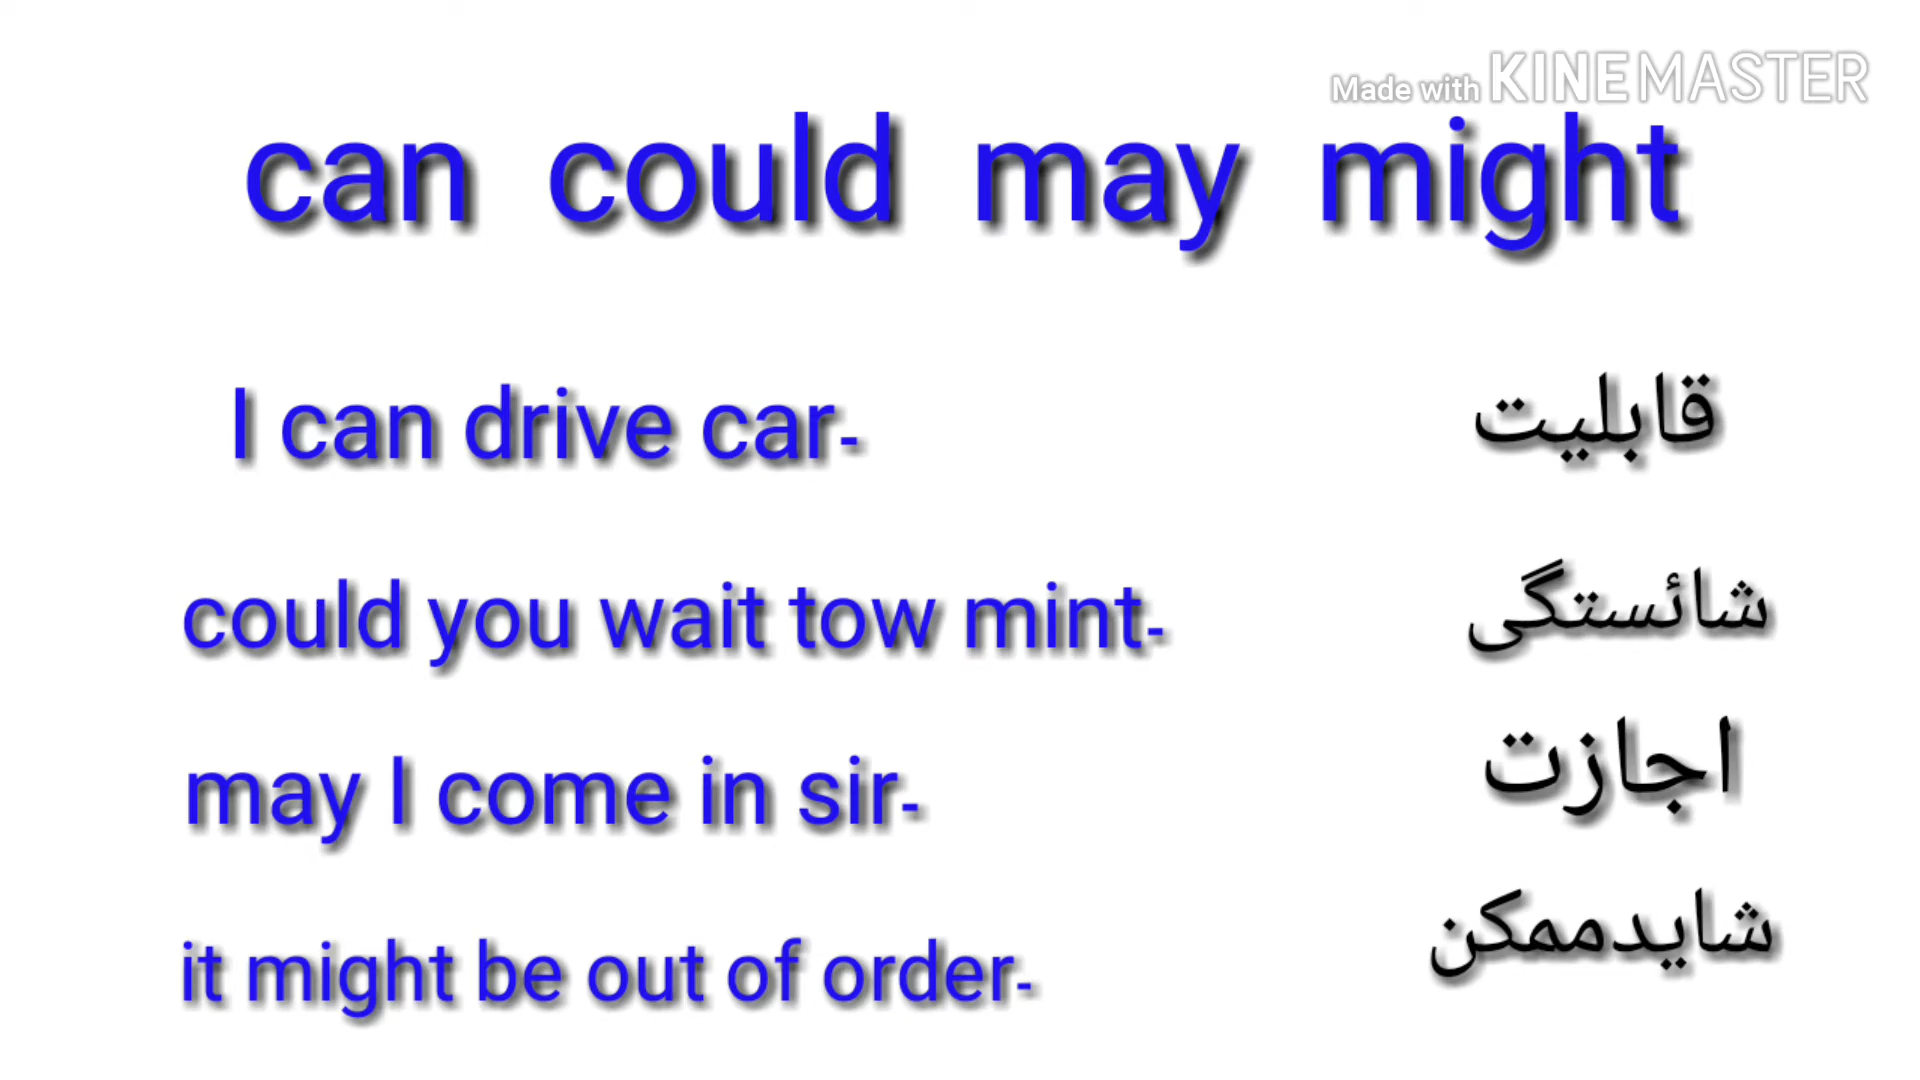 Made with KINEMASTER
can could may might
I can drive car-
قابلیت
could you wait tow mint-
شائستگی
may I come in sir-
اجازت
it might be out of order-
شایدممکن